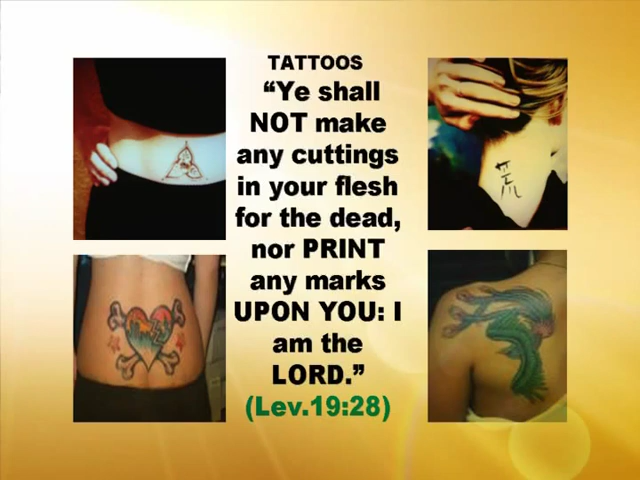 TATTOOS
“Ye shall
NOT make
any cuttings
in your flesh
for the dead,
nor PRINT
any marks
UPON YOU: I
am the
LORD.”
(Lev.19:28)